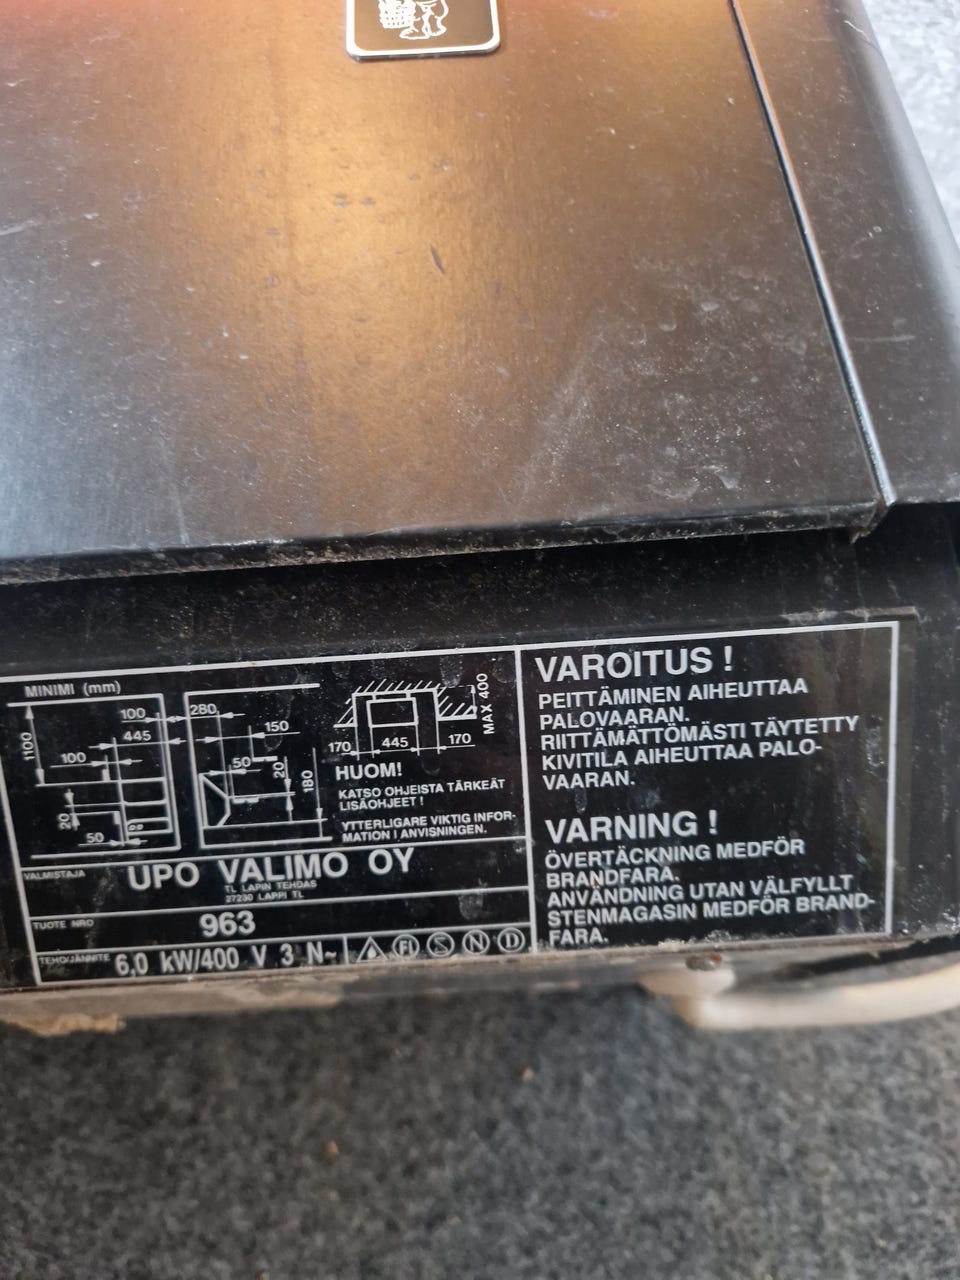 MINIMI (mm)
1100
100
445
100
20
50
280
150
50
20
180
MAX 400
170
445
170
HUOM!
KATSO OHJEISTA TÄRKEÄT
LISÄOHJEET !
YTTERLIGARE VIKTIG INFOR-
MATION I ANVISNINGEN.
VALMISTAJA
UPO VALIMO OY
TL LAPIN TEHDAS
27230 LAPPI TL
TUOTE NRO
963
TEHO/JÄNNITE
6,0 kW/400 V 3 N~
FI S N D
VAROITUS !
PEITTÄMINEN AIHEUTTAA
PALOVAARAN.
RIITTÄMÄTTÖMÄSTI TÄYTETTY
KIVITILA AIHEUTTAA PALO-
VAARAN.
VARNING !
ÖVERTÄCKNING MEDFÖR
BRANDFARA.
ANVÄNDNING UTAN VÄLFYLLT
STENMAGASIN MEDFÖR BRAND-
FARA.